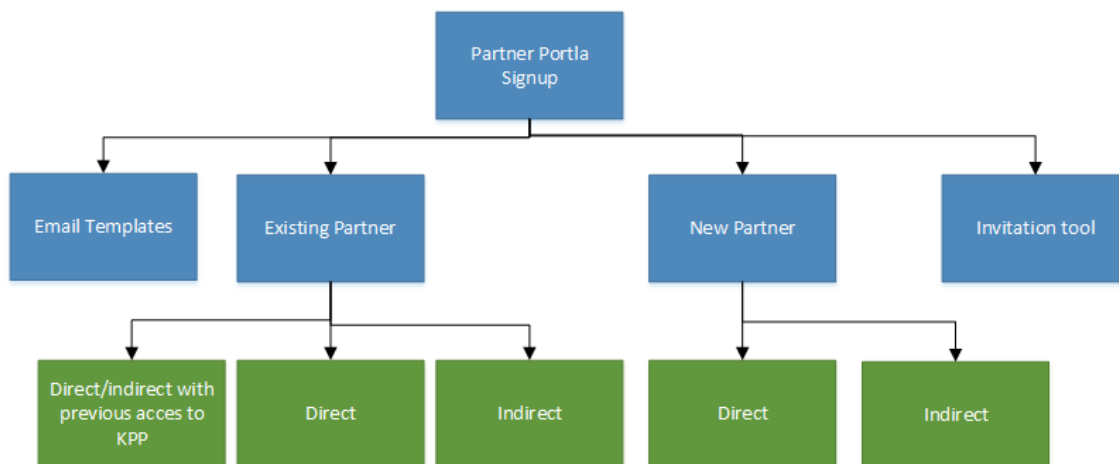 Partner Portla
Signup
Email Templates
Existing Partner
New Partner
Invitation tool
Direct/indirect with
previous acces to
KPP
Direct
Indirect
Direct
Indirect